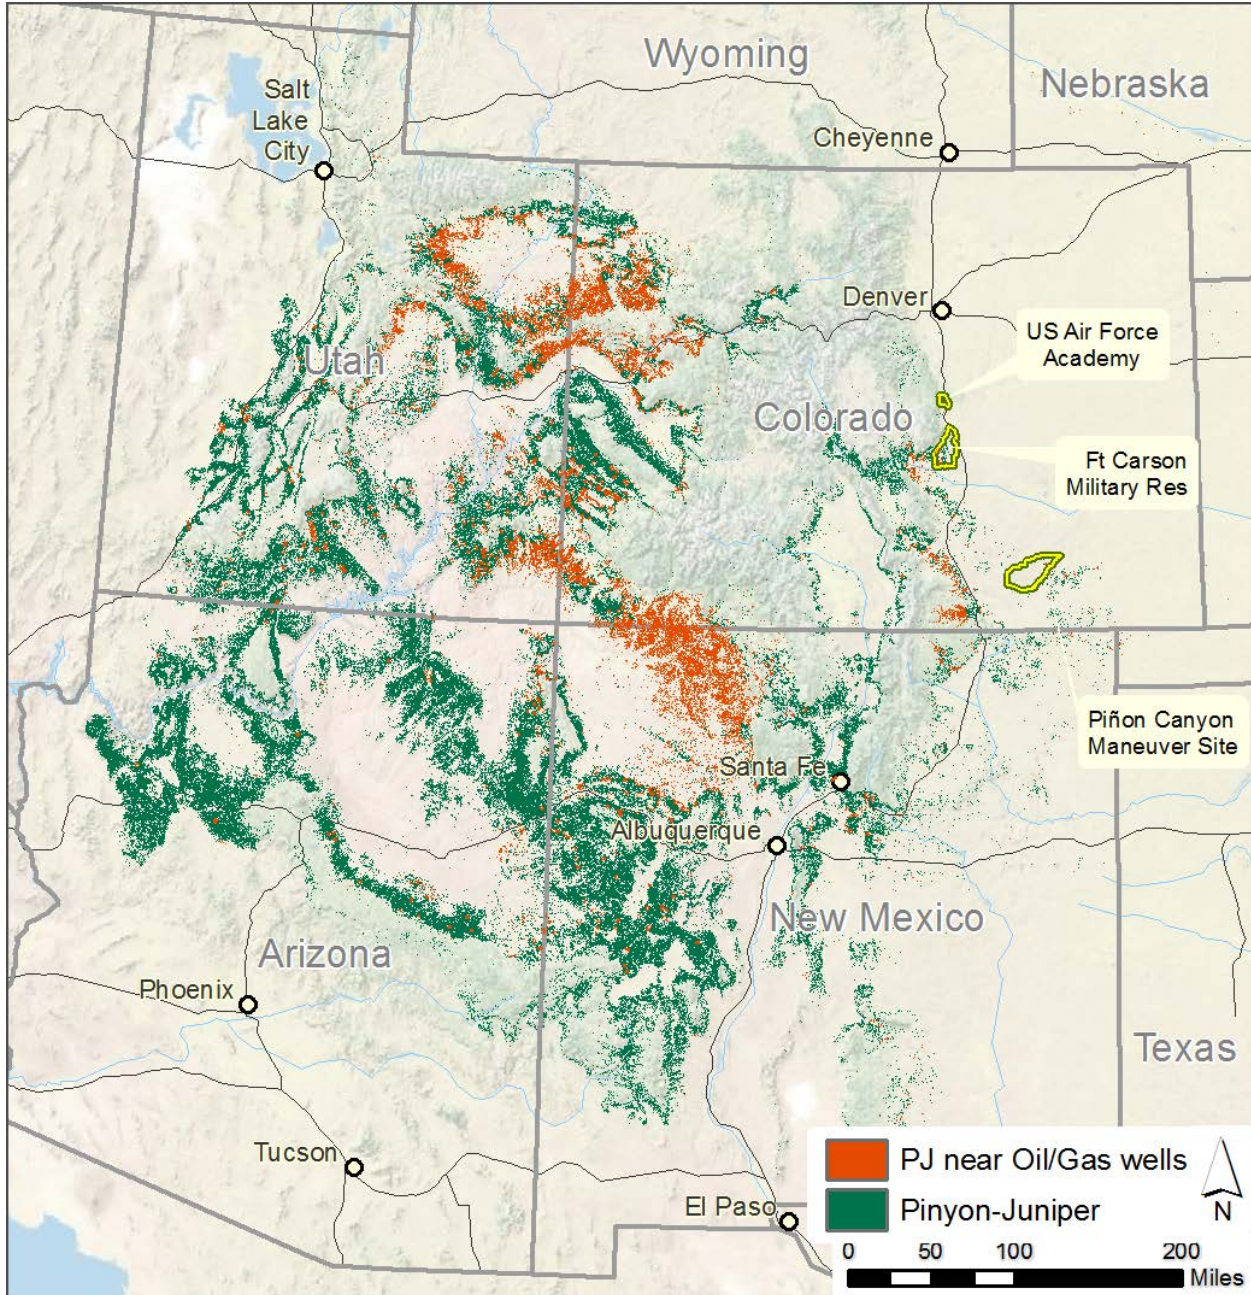 Wyoming
Nebraska
Salt
Lake
City
Cheyenne
Denver
US Air Force
Academy
Utah
Colorado
Ft Carson
Military Res
Piñon Canyon
Maneuver Site
Santa Fe
Albuquerque
New Mexico
Arizona
Phoenix
Texas
Tucson
El Paso
PJ near Oil/Gas wells
Pinyon-Juniper
N
0 50 100 200
Miles